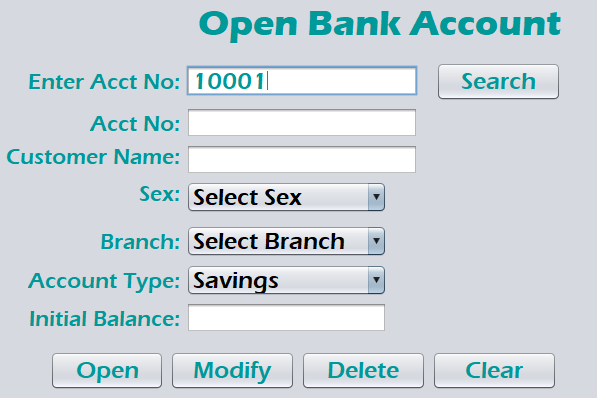 Open Bank Account
Enter Acct No: 10001 Search
Acct No:
Customer Name:
Sex: Select Sex
Branch: Select Branch
Account Type: Savings
Initial Balance:
Open Modify Delete Clear